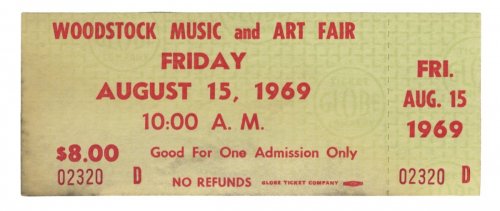 WOODSTOCK MUSIC and ART FAIR
FRIDAY
AUGUST 15, 1969
10:00 A. M.
$8.00 Good For One Admission Only
02320 D NO REFUNDS GLOBE TICKET COMPANY
FRI.
AUG. 15
1969
02320 D
GLOBE